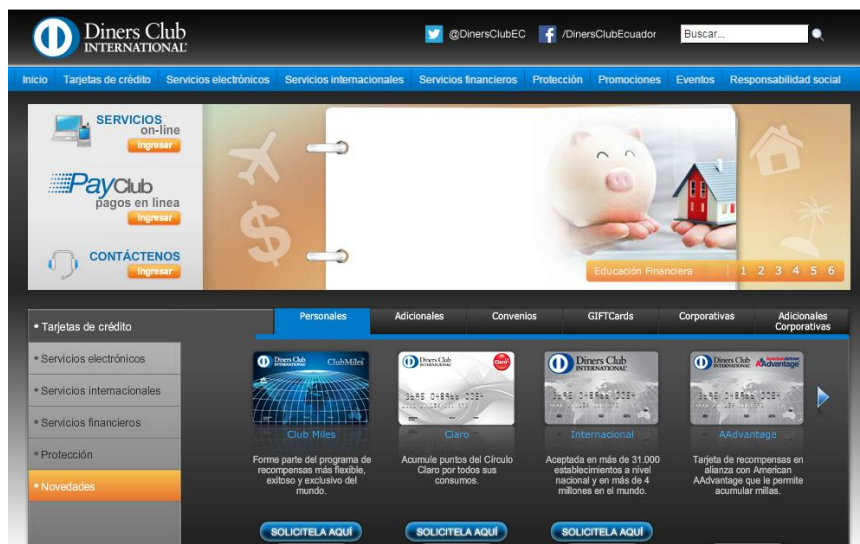 Diners Club
INTERNATIONAL
@DinersClubEC
/DinersClubEcuador
Buscar...
Inicio Tarjetas de crédito Servicios electrónicos Servicios internacionales Servicios financieros Protección Promociones Eventos Responsabilidad social
SERVICIOS
on-line
Ingresar
PayClub
pagos en línea
Ingresar
CONTÁCTENOS
Ingresar
$
Educación Financiera 1 2 3 4 5 6
Personales Adicionales Convenios GIFTCards Corporativas Adicionales
Corporativas
• Tarjetas de crédito
• Servicios electrónicos
• Servicios internacionales
• Servicios financieros
• Protección
• Novedades
Diners Club
INTERNATIONAL
ClubMiles
Club Miles
Forme parte del programa de
recompensas más flexible,
exitoso y exclusivo del
mundo.
SOLICITELA AQUÍ
Diners Club
INTERNATIONAL
Claro
Claro
Acumule puntos del Círculo
Claro por todos sus
consumos.
SOLICITELA AQUÍ
Diners Club
INTERNATIONAL
Internacional
Aceptada en más de 31.000
establecimientos a nivel
nacional y en más de 4
millones en el mundo.
SOLICITELA AQUÍ
Diners Club
INTERNATIONAL
AAdvantage
AAdvantage
Tarjeta de recompensas en
alianza con American
AAdvantage que le permite
acumular millas.